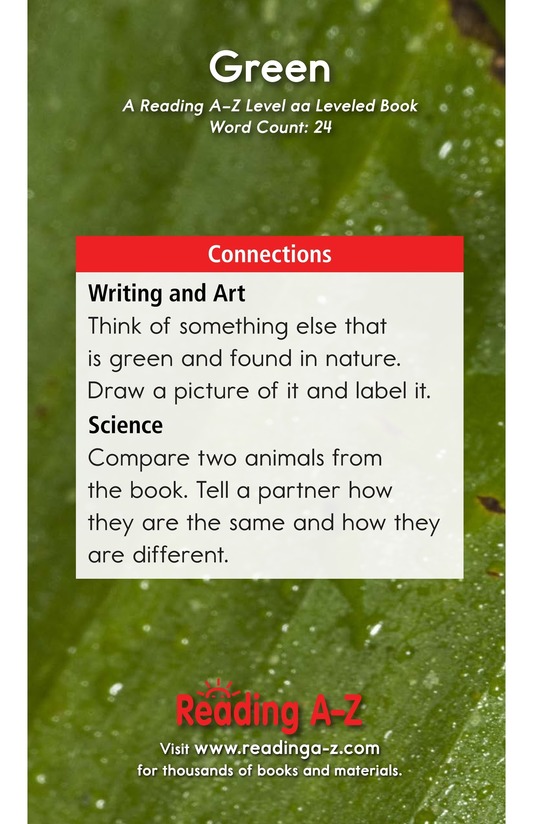 Green
A Reading A–Z Level aa Leveled Book
Word Count: 24
Connections
Writing and Art
Think of something else that
is green and found in nature.
Draw a picture of it and label it.
Science
Compare two animals from
the book. Tell a partner how
they are the same and how they
are different.
Reading A-Z
Visit www.readinga-z.com
for thousands of books and materials.